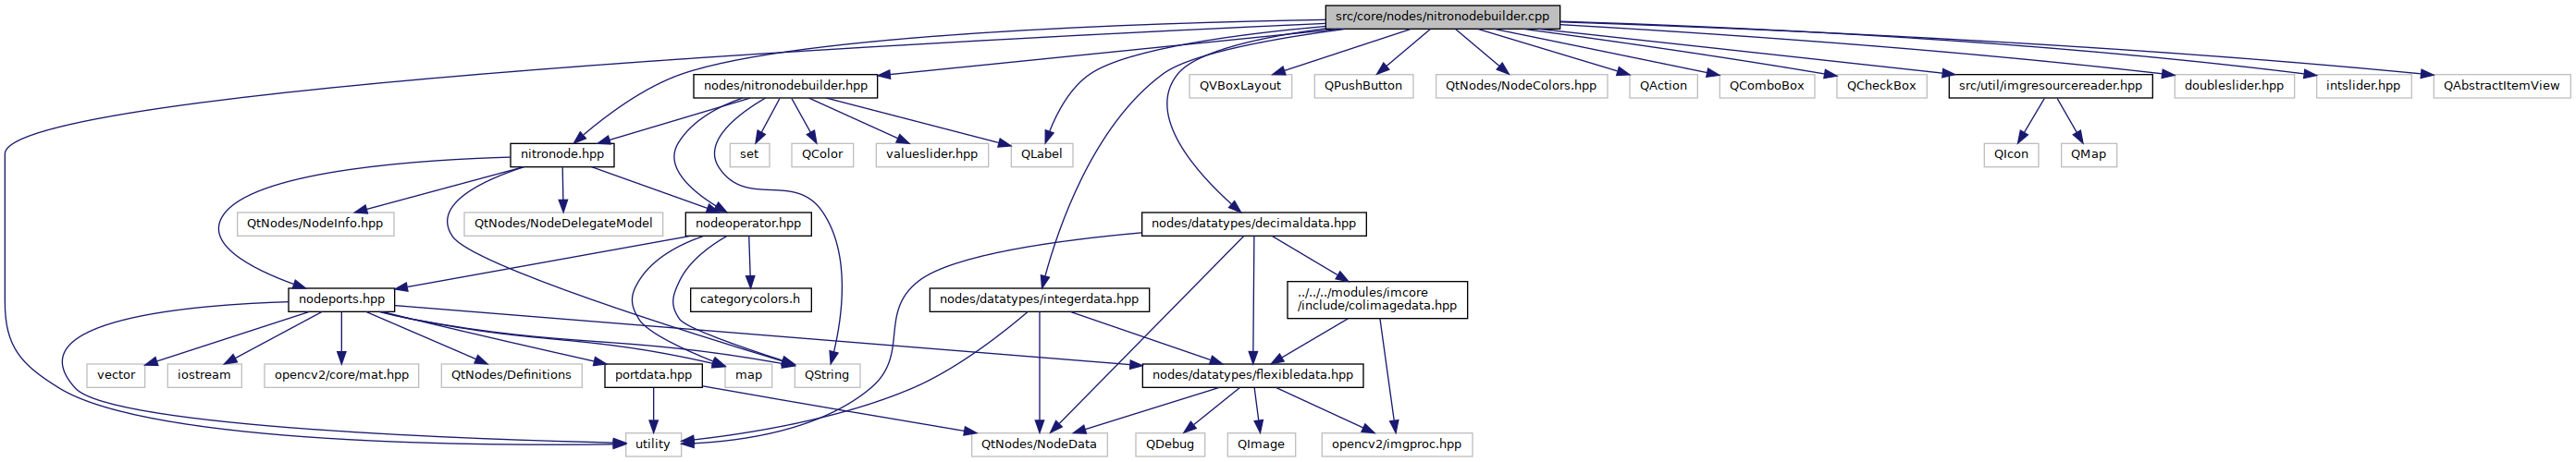 src/core/nodes/nitronodebuilder.cpp
nodes/nitronodebuilder.hpp
QVBoxLayout
QPushButton
QtNodes/NodeColors.hpp
QAction
QComboBox
QCheckBox
src/util/imgresourcereader.hpp
doubleslider.hpp
intslider.hpp
QAbstractItemView
nitronode.hpp
set
QColor
valueslider.hpp
QLabel
QIcon
QMap
QtNodes/NodeInfo.hpp
QtNodes/NodeDelegateModel
nodeoperator.hpp
nodes/datatypes/decimaldata.hpp
nodeports.hpp
categorycolors.h
nodes/datatypes/integerdata.hpp
../../../modules/imcore
/include/colimagedata.hpp
vector
iostream
opencv2/core/mat.hpp
QtNodes/Definitions
portdata.hpp
map
QString
nodes/datatypes/flexibledata.hpp
utility
QtNodes/NodeData
QDebug
QImage
opencv2/imgproc.hpp